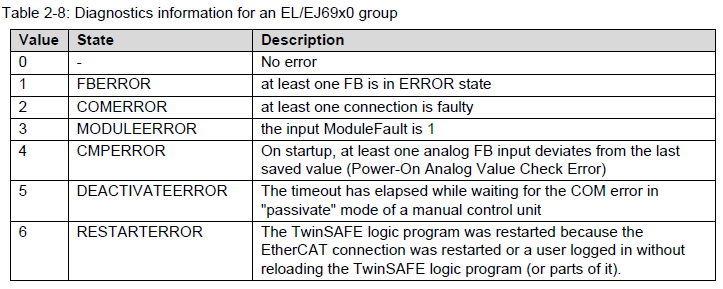 Table 2-8: Diagnostics information for an EL/EJ69x0 group
Value State Description
0 - No error
1 FBERROR at least one FB is in ERROR state
2 COMERROR at least one connection is faulty
3 MODULEERROR the input ModuleFault is 1
4 CMPERROR On startup, at least one analog FB input deviates from the last
saved value (Power-On Analog Value Check Error)
5 DEACTIVATEERROR The timeout has elapsed while waiting for the COM error in
"passivate" mode of a manual control unit
6 RESTARTERROR The TwinSAFE logic program was restarted because the
EtherCAT connection was restarted or a user logged in without
reloading the TwinSAFE logic program (or parts of it).